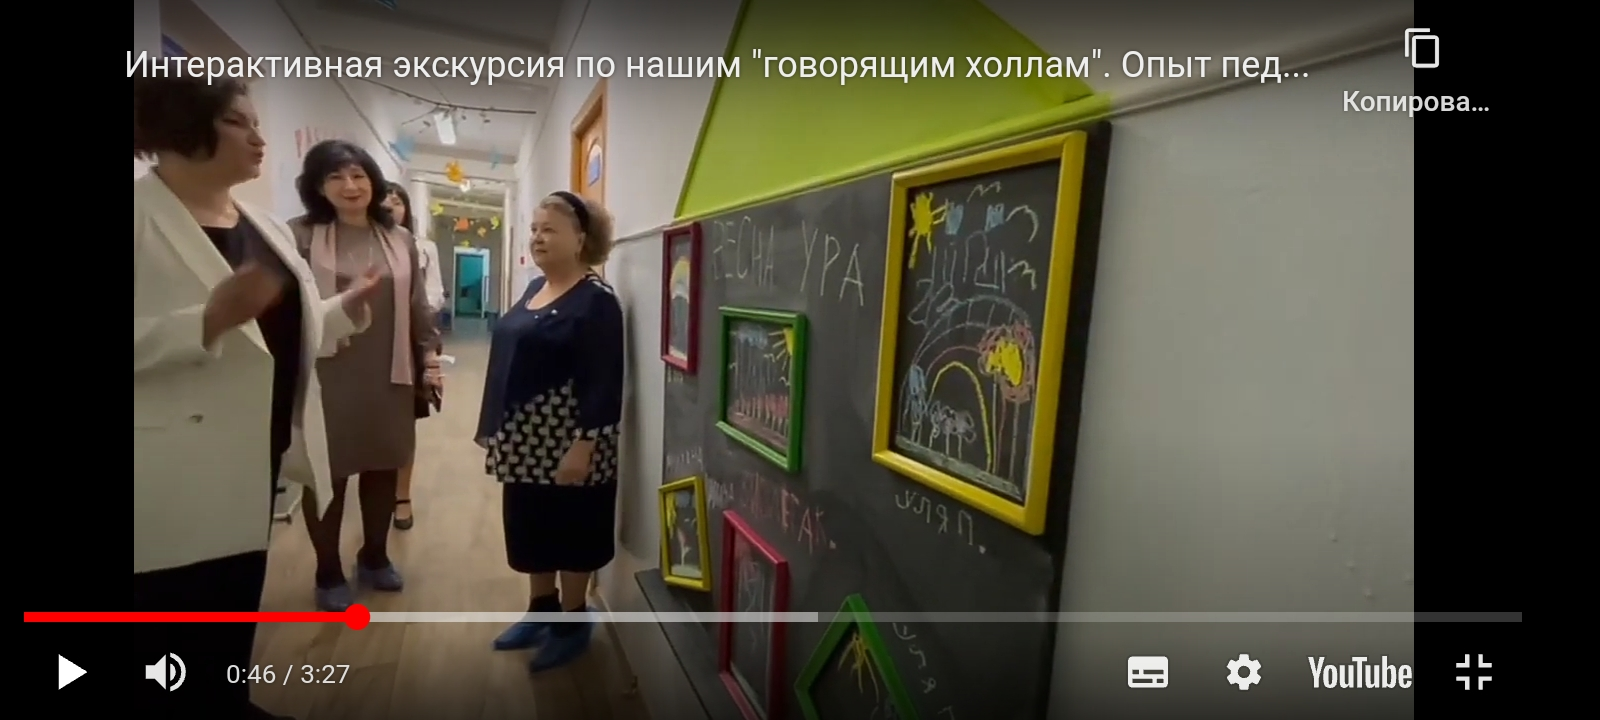 Интерактивная экскурсия по нашим "говорящим холлам". Опыт пед...
Копирова...
ВЕСНА УРА
УЛЯ П.
0:46 / 3:27
YouTube